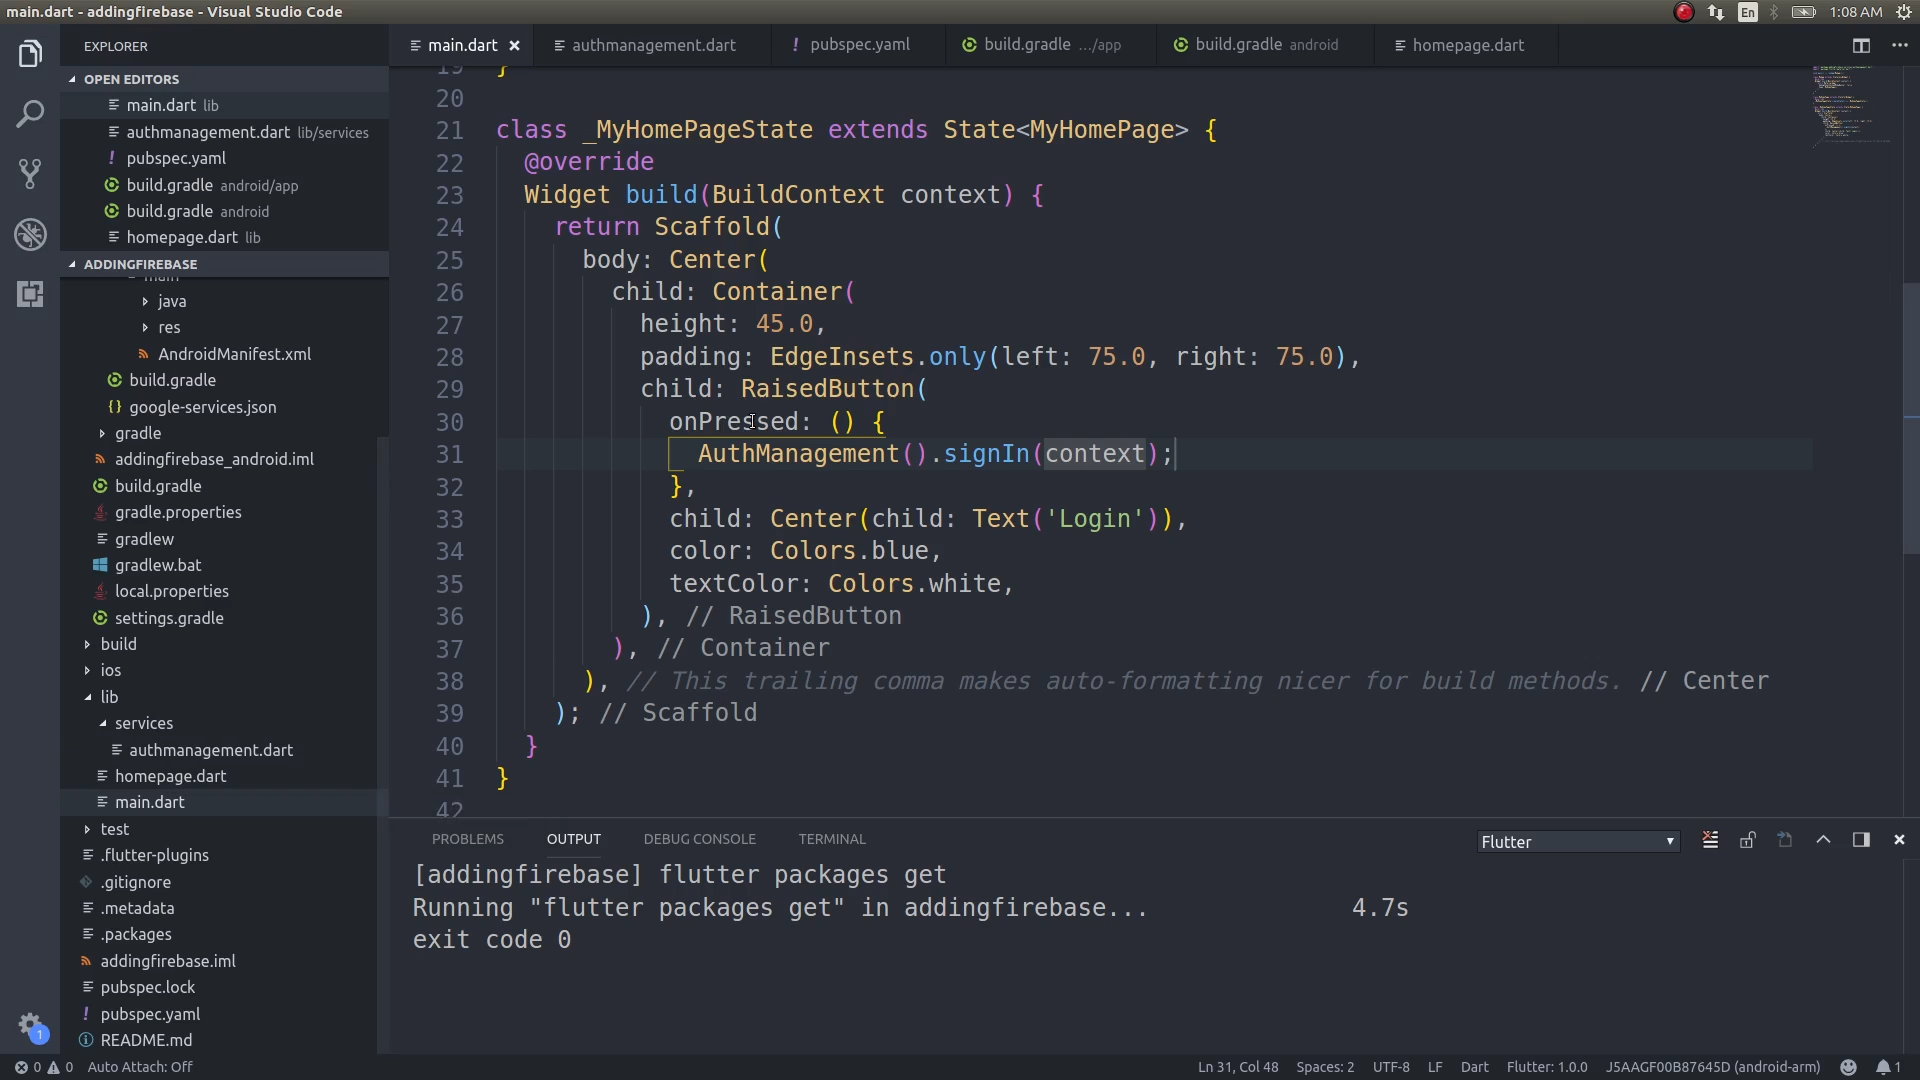 main.dart - addingfirebase - Visual Studio Code
En
1:08 AM
EXPLORER
main.dart
authmanagement.dart
! pubspec.yaml
build.gradle .../app
build.gradle android
homepage.dart
OPEN EDITORS
main.dart lib
authmanagement.dart lib/services
! pubspec.yaml
build.gradle android/app
build.gradle android
homepage.dart lib
ADDINGFIREBASE
main
java
res
AndroidManifest.xml
build.gradle
{} google-services.json
gradle
addingfirebase_android.iml
build.gradle
gradle.properties
gradlew
gradlew.bat
local.properties
settings.gradle
build
ios
lib
services
authmanagement.dart
homepage.dart
main.dart
test
.flutter-plugins
.gitignore
.metadata
.packages
addingfirebase.iml
pubspec.lock
! pubspec.yaml
README.md
1
19 }
20
21 class _MyHomePageState extends State<MyHomePage> {
22 @override
23 Widget build(BuildContext context) {
24 return Scaffold(
25 body: Center(
26 child: Container(
27 height: 45.0,
28 padding: EdgeInsets.only(left: 75.0, right: 75.0),
29 child: RaisedButton(
30 onPressed: () {
31 AuthManagement().signIn(context);
32 },
33 child: Center(child: Text('Login')),
34 color: Colors.blue,
35 textColor: Colors.white,
36 ), // RaisedButton
37 ), // Container
38 ), // This trailing comma makes auto-formatting nicer for build methods. // Center
39 ); // Scaffold
40 }
41 }
42
PROBLEMS OUTPUT DEBUG CONSOLE TERMINAL
Flutter
[addingfirebase] flutter packages get
Running "flutter packages get" in addingfirebase... 4.7s
exit code 0
0 0 Auto Attach: Off
Ln 31, Col 48 Spaces: 2 UTF-8 LF Dart Flutter: 1.0.0 J5AAGF00B87645D (android-arm) 1